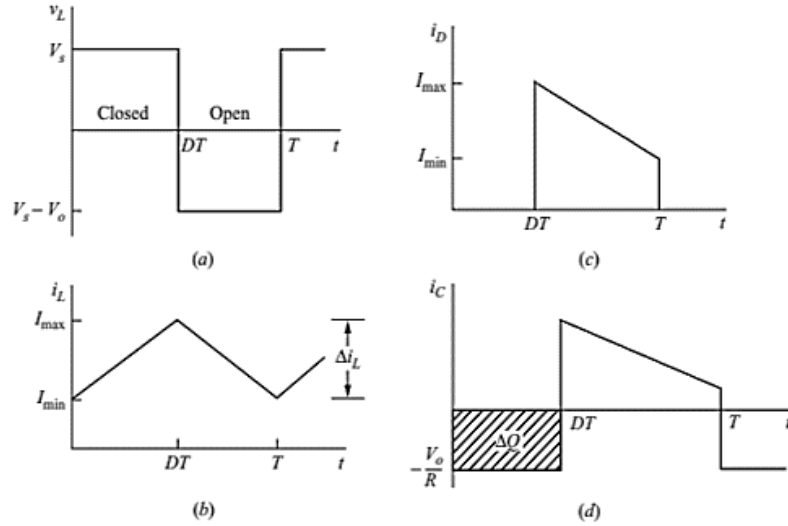 v_L
V_s
Closed
Open
DT
T
t
V_s − V_o
(a)
i_L
I_max
Δi_L
I_min
DT
T
t
(b)
i_D
I_max
I_min
DT
T
t
(c)
i_C
ΔQ
DT
T
t
−V_o/R
(d)